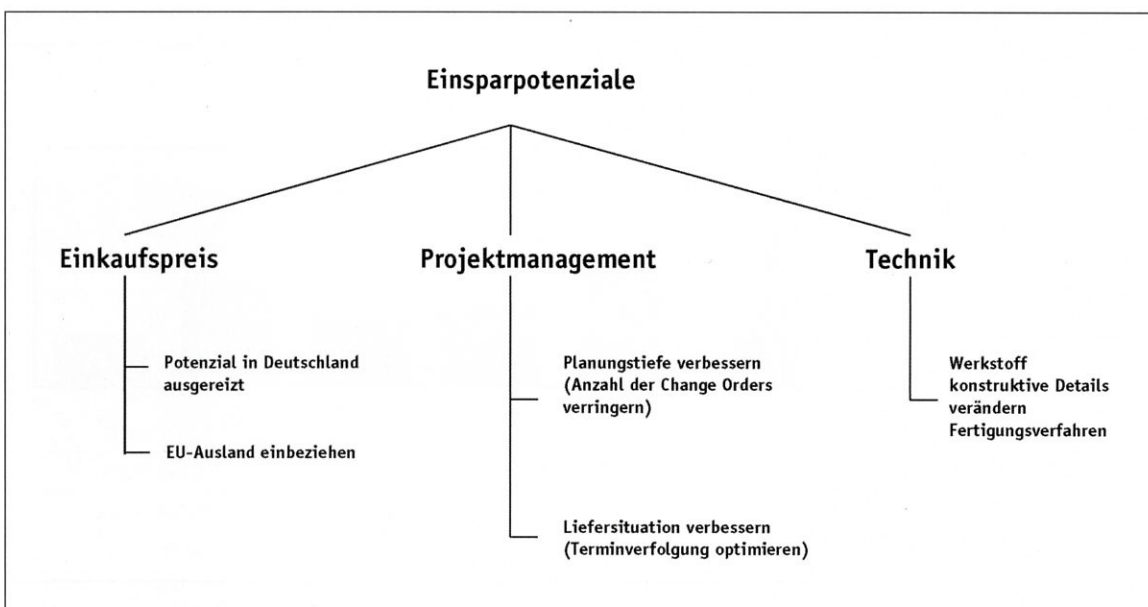 Einsparpotenziale
Einkaufspreis
Potenzial in Deutschland
ausgereizt
EU-Ausland einbeziehen
Projektmanagement
Planungstiefe verbessern
(Anzahl der Change Orders
verringern)
Liefersituation verbessern
(Terminverfolgung optimieren)
Technik
Werkstoff
konstruktive Details
verändern
Fertigungsverfahren